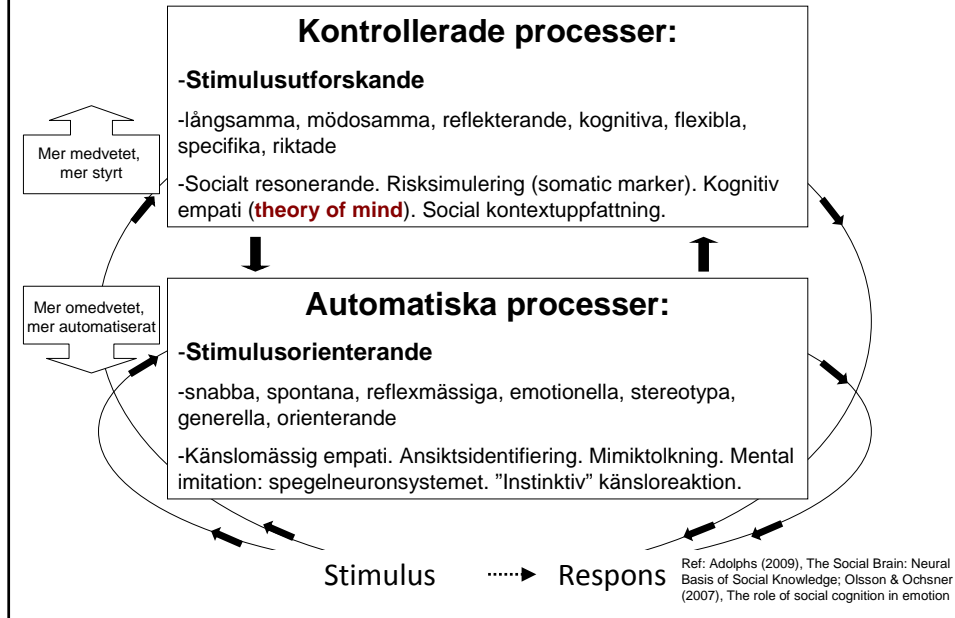 Kontrollerade processer:
-Stimulusutforskande
-långsamma, mödosamma, reflekterande, kognitiva, flexibla,
specifika, riktade
-Socialt resonerande. Risksimulering (somatic marker). Kognitiv
empati (theory of mind). Social kontextuppfattning.
Mer medvetet,
mer styrt
Mer omedvetet,
mer automatiserat
Automatiska processer:
-Stimulusorienterande
-snabba, spontana, reflexmässiga, emotionella, stereotypa,
generella, orienterande
-Känslomässig empati. Ansiktsidentifiering. Mimiktolkning. Mental
imitation: spegelneuronsystemet. ”Instinktiv” känsloreaktion.
Stimulus
Respons
Ref: Adolphs (2009), The Social Brain: Neural
Basis of Social Knowledge; Olsson & Ochsner
(2007), The role of social cognition in emotion